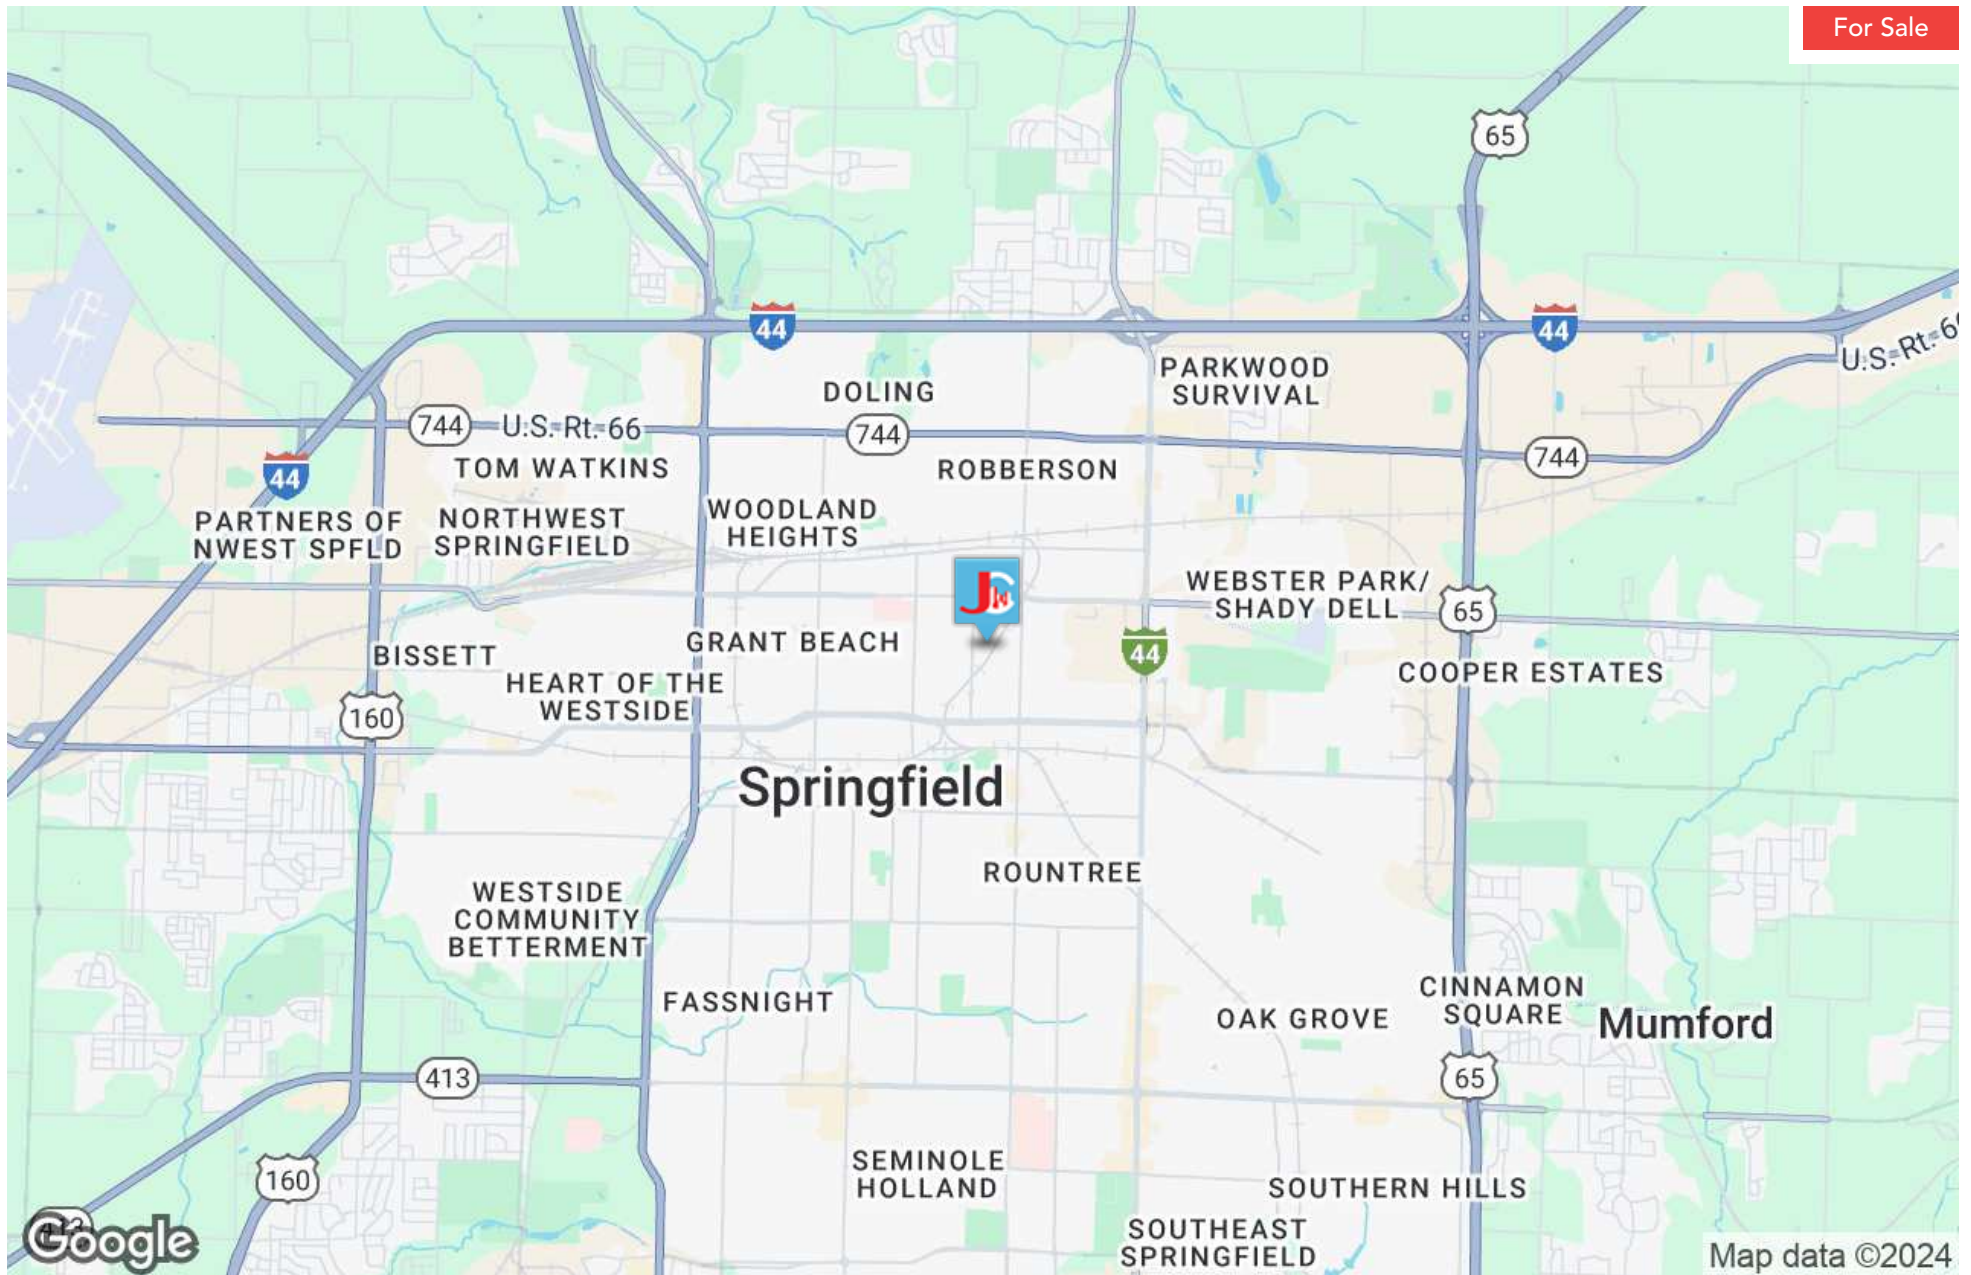 For Sale
65
44
44
U.S. Rt. 6
PARKWOOD
SURVIVAL
DOLING
744
U.S. Rt. 66
744
744
44
TOM WATKINS
ROBBERSON
PARTNERS OF
NWEST SPFLD
NORTHWEST
SPRINGFIELD
WOODLAND
HEIGHTS
WEBSTER PARK/
SHADY DELL
65
GRANT BEACH
44
BISSETT
COOPER ESTATES
HEART OF THE
WESTSIDE
160
Springfield
ROUNTREE
WESTSIDE
COMMUNITY
BETTERMENT
FASSNIGHT
OAK GROVE
CINNAMON
SQUARE
Mumford
413
65
160
SEMINOLE
HOLLAND
SOUTHERN HILLS
SOUTHEAST
SPRINGFIELD
413
Google
Map data ©2024